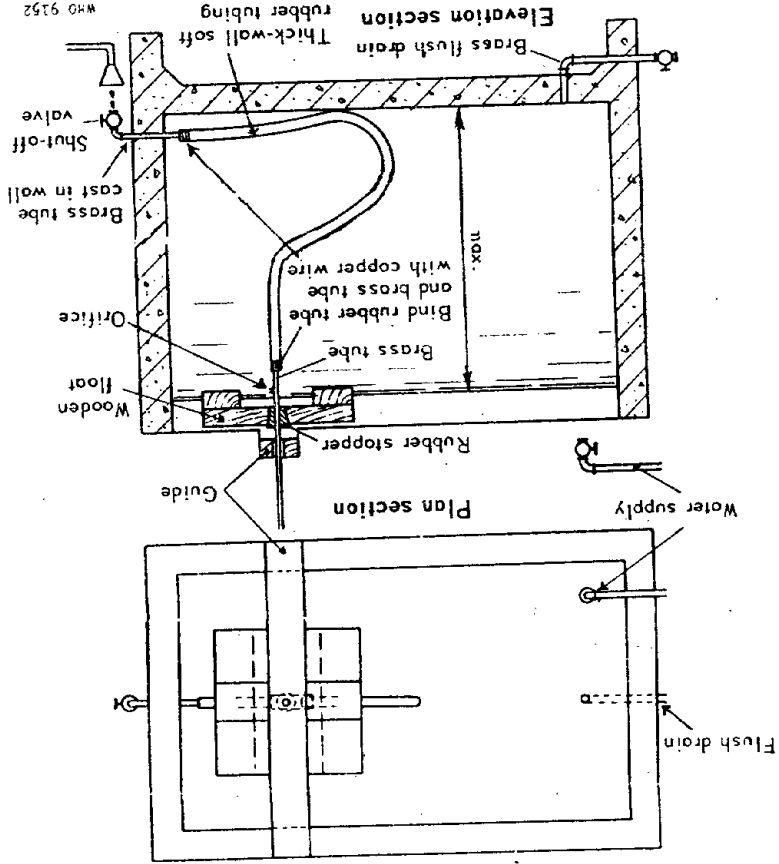 Flush drain
Water supply
Plan section
Guide
Rubber stopper
Wooden
float
Brass tube
Orifice
Bind rubber tube
and brass tube
with copper wire
max.
Brass tube
cast in wall
Shut-off
valve
Brass flush drain
Thick-wall soft
rubber tubing
Elevation section
WHO 9152